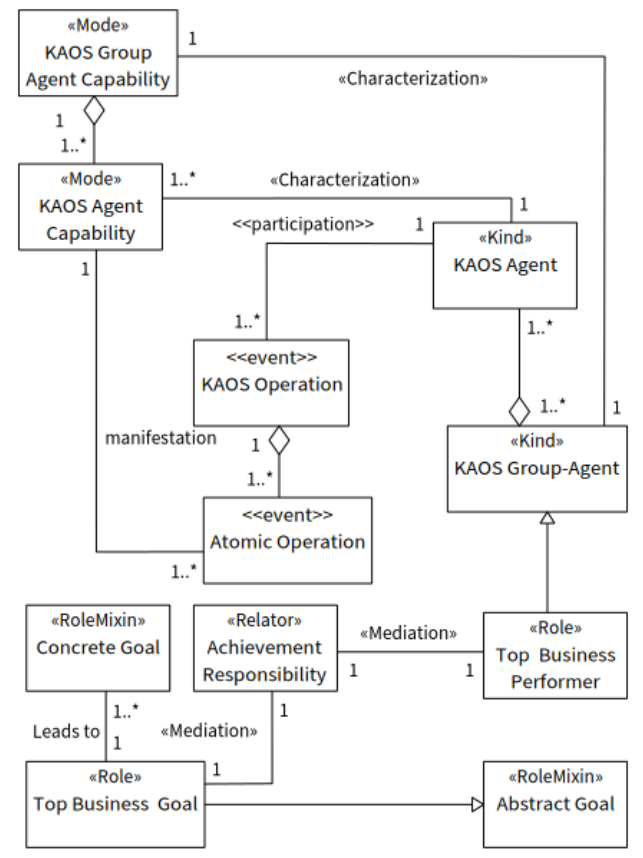 «Mode»
KAOS Group
Agent Capability
1
«Characterization»
1
1..*
«Mode»
KAOS Agent
Capability
1..*
«Characterization»
1
<<participation>>
1
«Kind»
KAOS Agent
1
1..*
1..*
<<event>>
KAOS Operation
1..*
1
«Kind»
KAOS Group-Agent
manifestation
1
1..*
<<event>>
Atomic Operation
1..*
«RoleMixin»
Concrete Goal
«Relator»
Achievement
Responsibility
«Mediation»
1
1
«Role»
Top Business
Performer
1..*
Leads to
1
«Mediation»
1
1
«Role»
Top Business Goal
«RoleMixin»
Abstract Goal